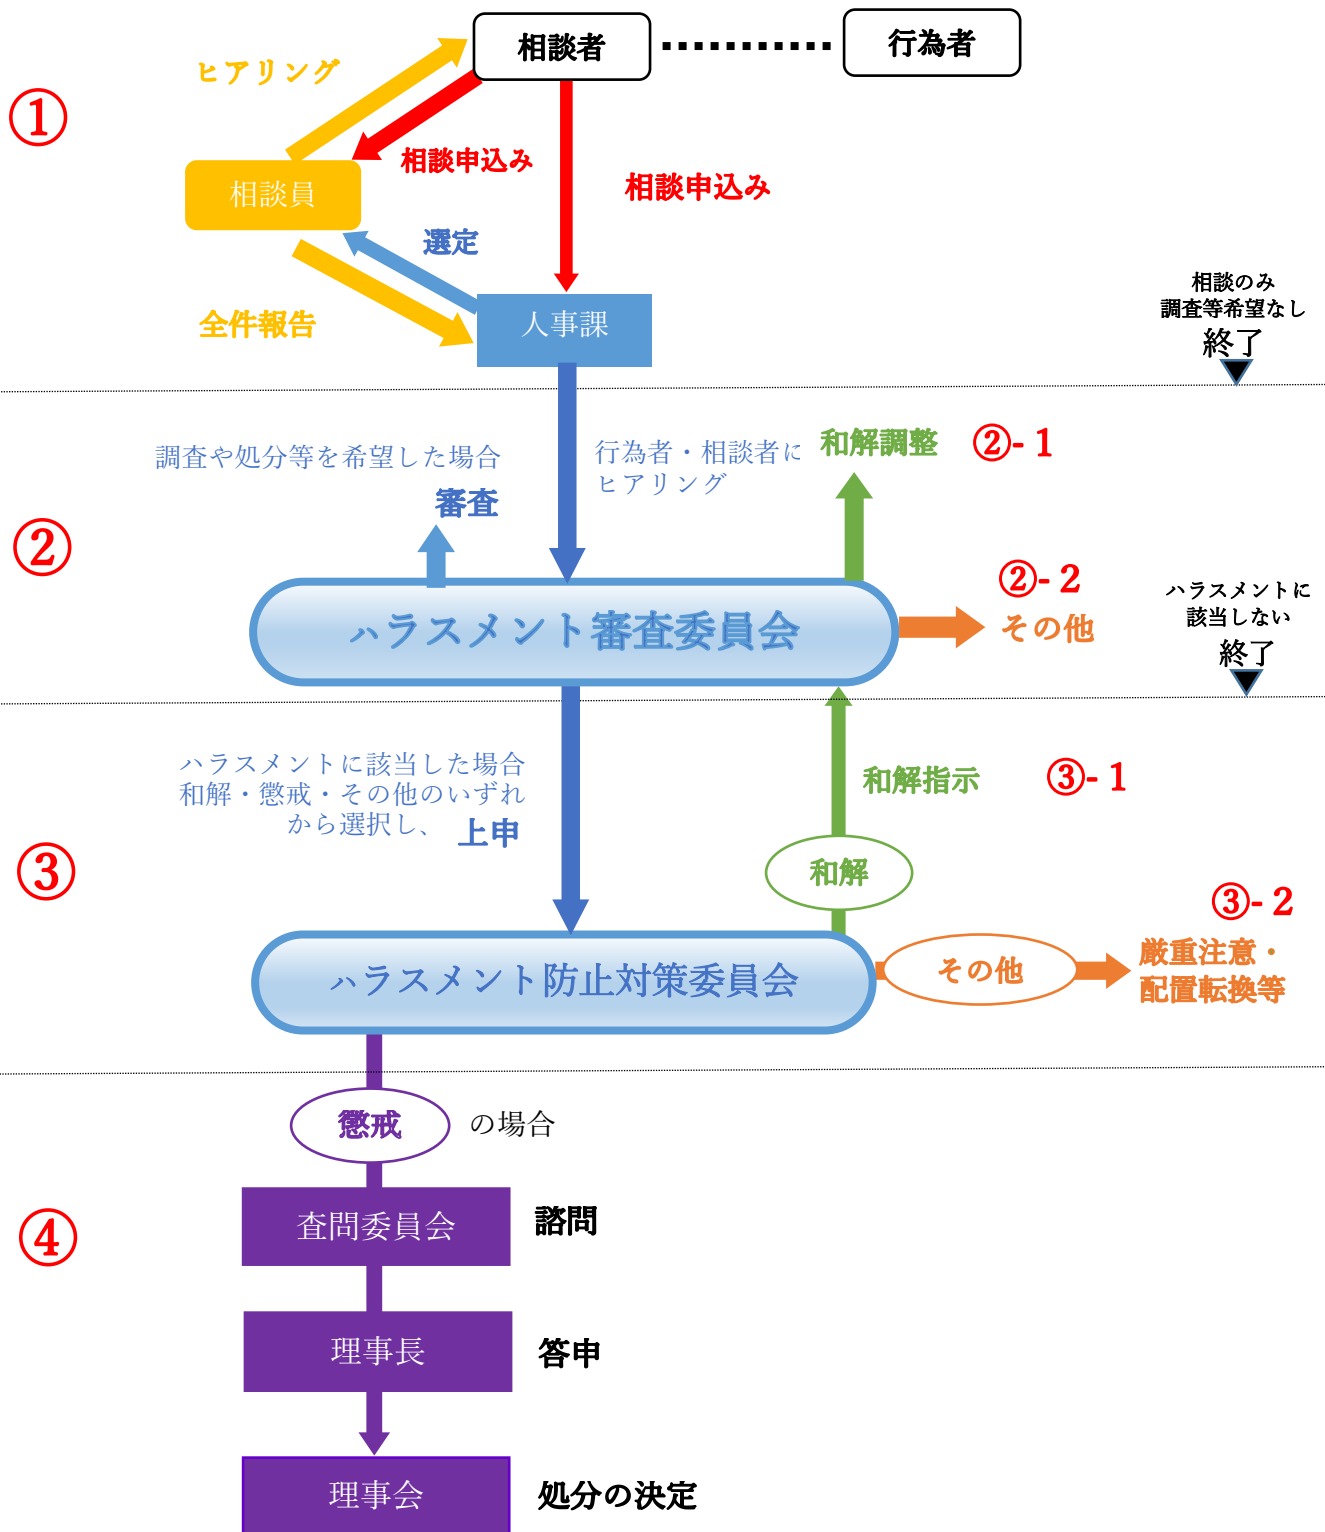 相談者
行為者
ヒアリング
①
相談申込み
相談申込み
相談員
選定
全件報告
人事課
相談のみ
調査等希望なし
終了
調査や処分等を希望した場合
審査
行為者・相談者に
ヒアリング
和解調整
②- 1
②
②- 2
その他
ハラスメントに
該当しない
終了
ハラスメント審査委員会
ハラスメントに該当した場合
和解・懲戒・その他のいずれ
から選択し、
上申
和解指示
③- 1
③
和解
③- 2
厳重注意・
配置転換等
その他
ハラスメント防止対策委員会
懲戒
の場合
④
査問委員会
諮問
理事長
答申
理事会
処分の決定